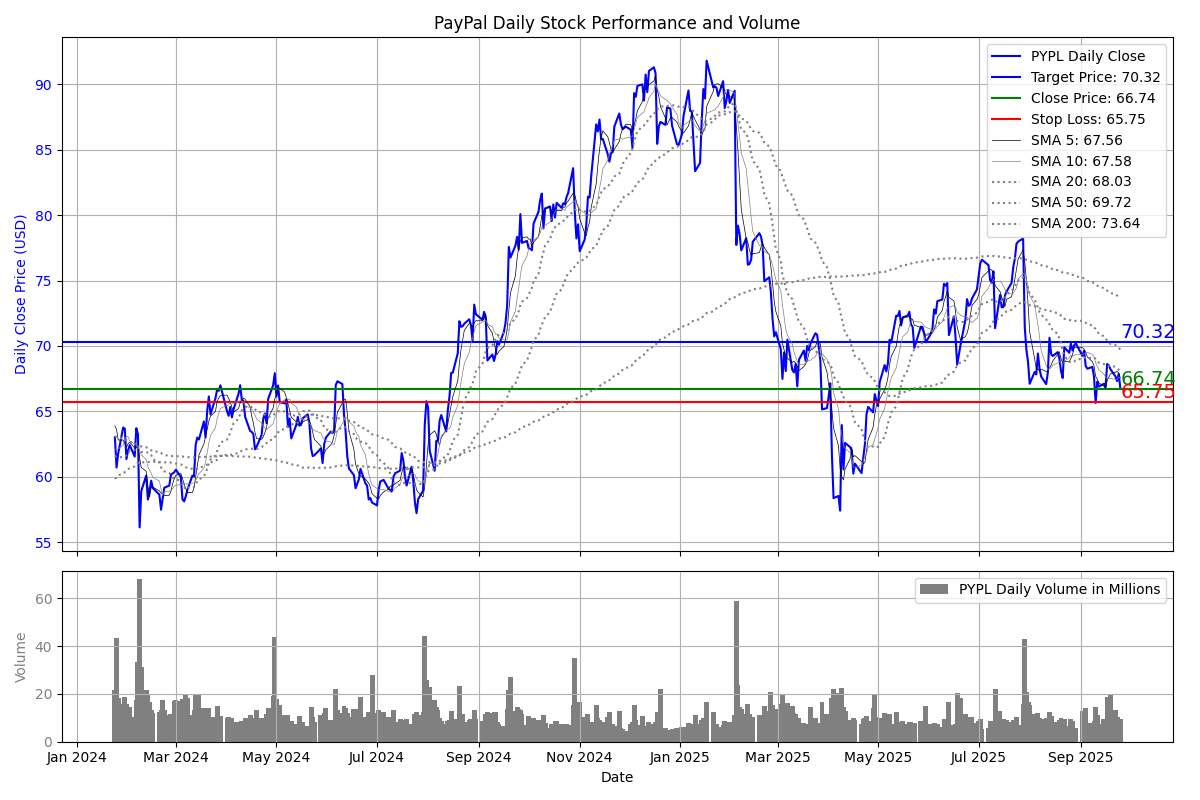 PayPal Daily Stock Performance and Volume
Daily Close Price (USD)
90
85
80
75
70
65
60
55
PYPL Daily Close
Target Price: 70.32
Close Price: 66.74
Stop Loss: 65.75
SMA 5: 67.56
SMA 10: 67.58
SMA 20: 68.03
SMA 50: 69.72
SMA 200: 73.64
70.32
66.74
65.75
Volume
60
40
20
0
PYPL Daily Volume in Millions
Jan 2024 Mar 2024 May 2024 Jul 2024 Sep 2024 Nov 2024 Jan 2025 Mar 2025 May 2025 Jul 2025 Sep 2025
Date